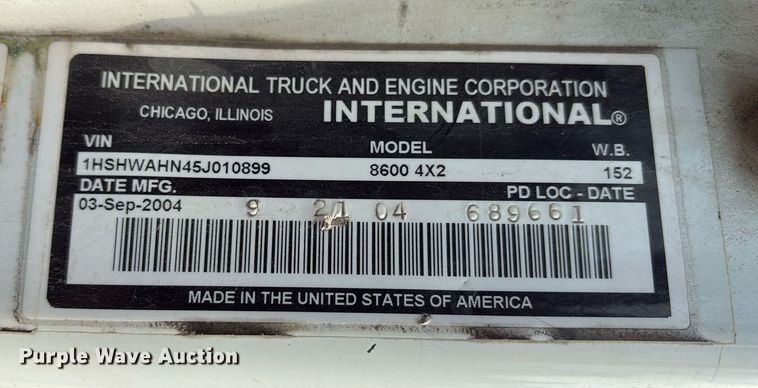 INTERNATIONAL TRUCK AND ENGINE CORPORATION
CHICAGO, ILLINOIS INTERNATIONAL®
VIN MODEL W.B.
1HSHWAHN45J010899 8600 4X2 152
DATE MFG. PD LOC - DATE
03-Sep-2004 9 21 04 689661
MADE IN THE UNITED STATES OF AMERICA
Purple Wave Auction